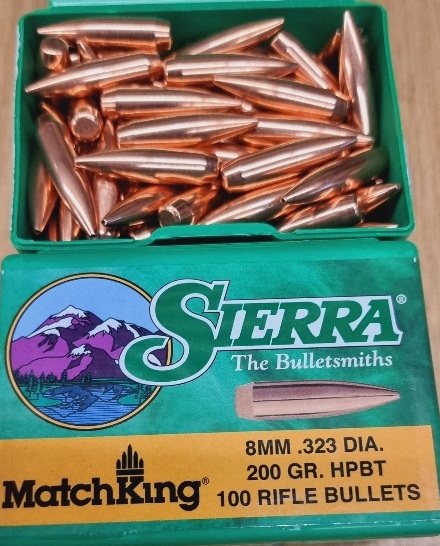 SIERRA®
The Bulletsmiths
8MM .323 DIA.
200 GR. HPBT
MatchKing® 100 RIFLE BULLETS